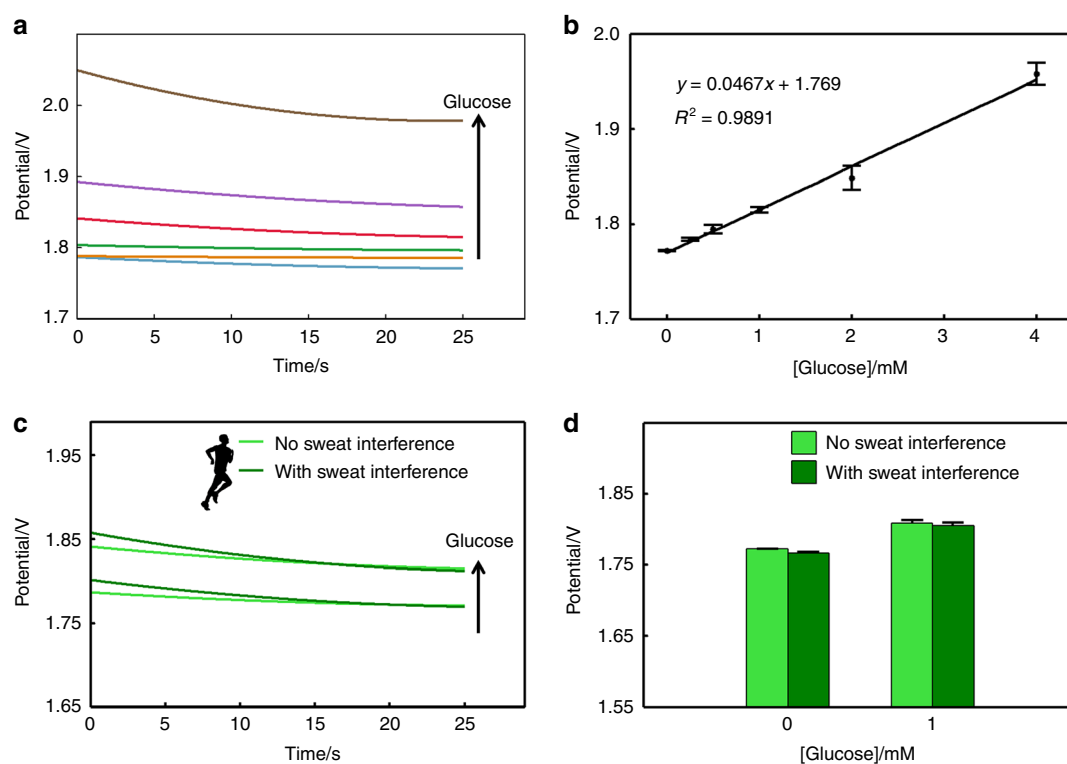 a
Potential/V
2.0
1.9
1.8
1.7
0
5
10
15
20
25
Time/s
Glucose
b
Potential/V
2.0
1.9
1.8
1.7
0
1
2
3
4
[Glucose]/mM
y = 0.0467x + 1.769
R² = 0.9891
c
Potential/V
1.95
1.85
1.75
1.65
0
5
10
15
20
25
Time/s
No sweat interference
With sweat interference
Glucose
d
Potential/V
1.85
1.75
1.65
1.55
0
1
[Glucose]/mM
No sweat interference
With sweat interference